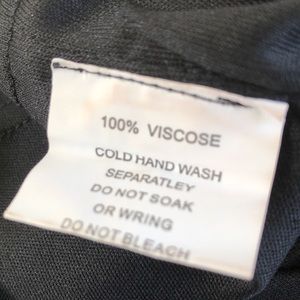 100% VISCOSE
COLD HAND WASH
SEPARATLEY
DO NOT SOAK
OR WRING
DO NOT BLEACH